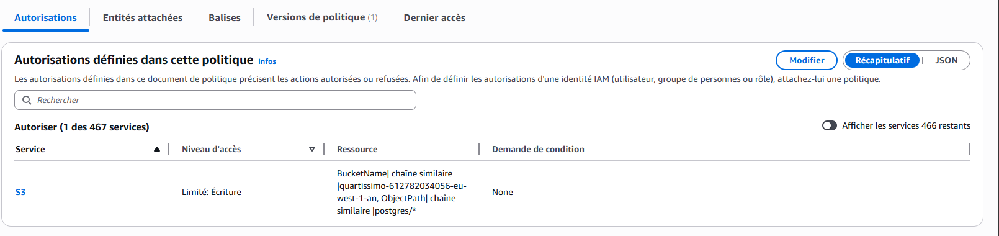 Autorisations
Entités attachées
Balises
Versions de politique (1)
Dernier accès
Autorisations définies dans cette politique Infos
Modifier
Récapitulatif
JSON
Les autorisations définies dans ce document de politique précisent les actions autorisées ou refusées. Afin de définir les autorisations d'une identité IAM (utilisateur, groupe de personnes ou rôle), attachez-lui une politique.
Rechercher
Autoriser (1 des 467 services)
Afficher les services 466 restants
Service
Niveau d'accès
Ressource
Demande de condition
S3
Limité: Écriture
BucketName| chaîne similaire
|quartissimo-612782034056-eu-
west-1-an, ObjectPath| chaîne
similaire |postgres/*
None